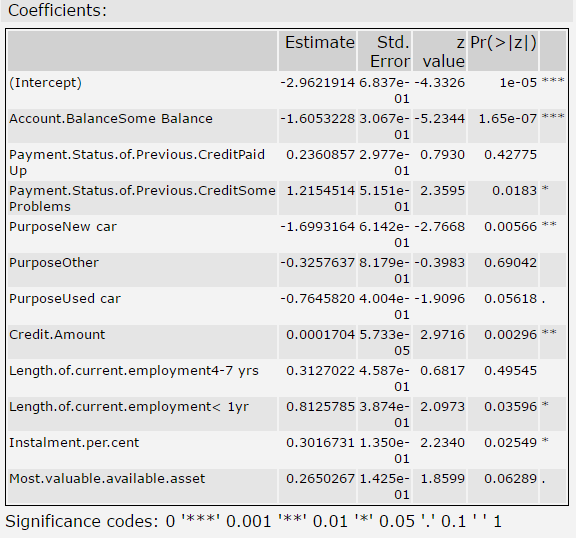 Coefficients:
Estimate Std. Error z value Pr(>|z|)
(Intercept) -2.9621914 6.837e-01 -4.3326 1e-05 ***
Account.BalanceSome Balance -1.6053228 3.067e-01 -5.2344 1.65e-07 ***
Payment.Status.of.Previous.CreditPaid Up 0.2360857 2.977e-01 0.7930 0.42775
Payment.Status.of.Previous.CreditSome Problems 1.2154514 5.151e-01 2.3595 0.0183 *
PurposeNew car -1.6993164 6.142e-01 -2.7668 0.00566 **
PurposeOther -0.3257637 8.179e-01 -0.3983 0.69042
PurposeUsed car -0.7645820 4.004e-01 -1.9096 0.05618 .
Credit.Amount 0.0001704 5.733e-05 2.9716 0.00296 **
Length.of.current.employment4-7 yrs 0.3127022 4.587e-01 0.6817 0.49545
Length.of.current.employment< 1yr 0.8125785 3.874e-01 2.0973 0.03596 *
Instalment.per.cent 0.3016731 1.350e-01 2.2340 0.02549 *
Most.valuable.available.asset 0.2650267 1.425e-01 1.8599 0.06289 .
Significance codes: 0 '***' 0.001 '**' 0.01 '*' 0.05 '.' 0.1 ' ' 1